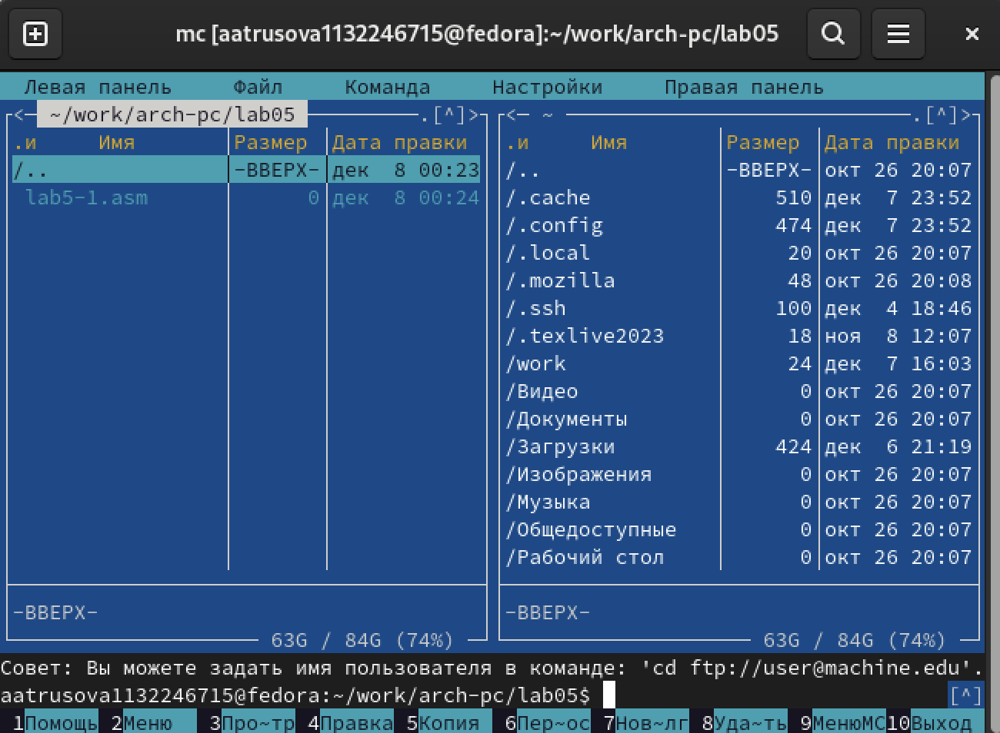 mc [aatrusova1132246715@fedora]:~/work/arch-pc/lab05
Левая панель Файл Команда Настройки Правая панель
<- ~/work/arch-pc/lab05 .[^]>
.и Имя Размер Дата правки
/.. -ВВЕРХ- дек 8 00:23
lab5-1.asm 0 дек 8 00:24
-ВВЕРХ-
63G / 84G (74%)
<- ~ .[^]>
.и Имя Размер Дата правки
/.. -ВВЕРХ- окт 26 20:07
/.cache 510 дек 7 23:52
/.config 474 дек 7 23:52
/.local 20 окт 26 20:07
/.mozilla 48 окт 26 20:08
/.ssh 100 дек 4 18:46
/.texlive2023 18 ноя 8 12:07
/work 24 дек 7 16:03
/Видео 0 окт 26 20:07
/Документы 0 окт 26 20:07
/Загрузки 424 дек 6 21:19
/Изображения 0 окт 26 20:07
/Музыка 0 окт 26 20:07
/Общедоступные 0 окт 26 20:07
/Рабочий стол 0 окт 26 20:07
-ВВЕРХ-
63G / 84G (74%)
Совет: Вы можете задать имя пользователя в команде: 'cd ftp://user@machine.edu'.
aatrusova1132246715@fedora:~/work/arch-pc/lab05$ [^]
1Помощь 2Меню 3Про~тр 4Правка 5Копия 6Пер~ос 7Нов~лг 8Уда~ть 9МенюMC 10Выход